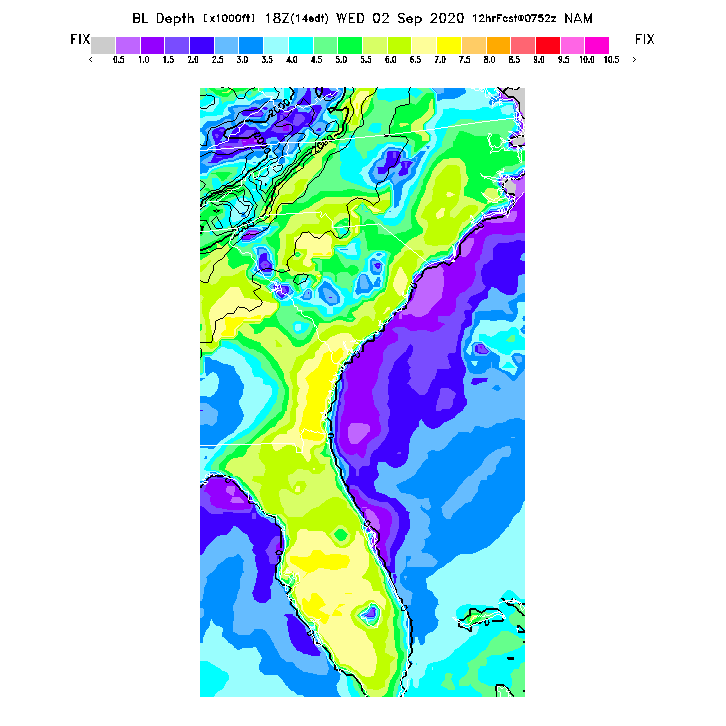 BL Depth [x1000ft] 18Z(14edt) WED 02 Sep 2020 12hrFcst@0752z NAM
FIX FIX
< 0.5 1.0 1.5 2.0 2.5 3.0 3.5 4.0 4.5 5.0 5.5 6.0 6.5 7.0 7.5 8.0 8.5 9.0 9.5 10.0 10.5 >